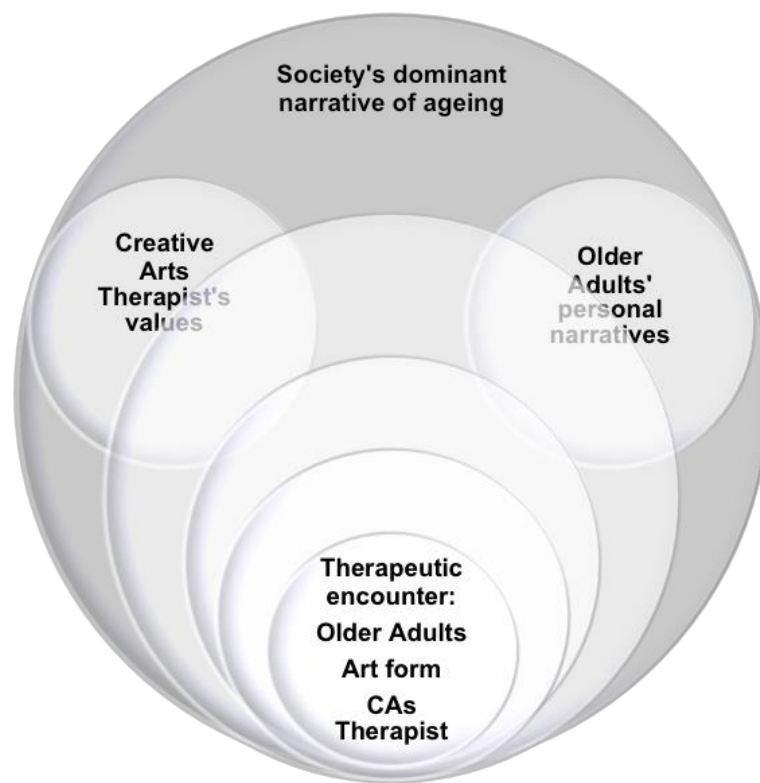 Society's dominant
narrative of ageing
Creative
Arts
Therapist's
values
Older
Adults'
personal
narratives
Therapeutic
encounter:
Older Adults
Art form
CAs
Therapist